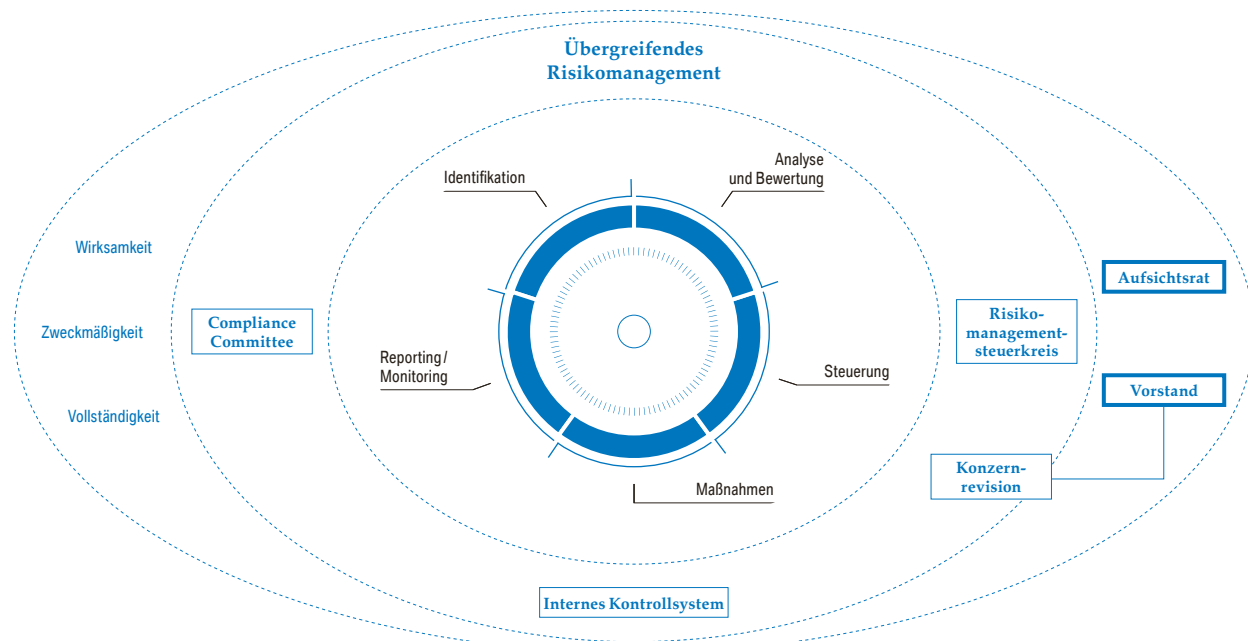 Übergreifendes
Risikomanagement
Identifikation
Analyse
und Bewertung
Wirksamkeit
Zweckmäßigkeit
Vollständigkeit
Compliance
Committee
Reporting/
Monitoring
Steuerung
Maßnahmen
Risiko-
management-
steuerkreis
Aufsichtsrat
Vorstand
Konzern-
revision
Internes Kontrollsystem